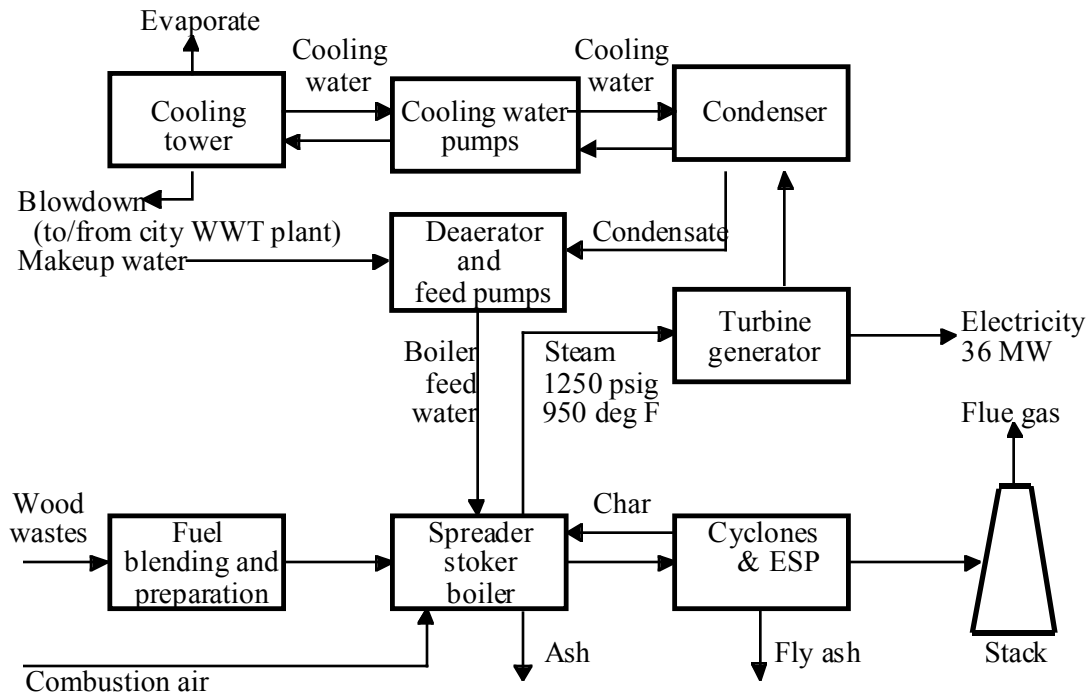 Evaporate
Cooling
water
Cooling
water
Cooling
tower
Cooling water
pumps
Condenser
Blowdown
(to/from city WWT plant)
Makeup water
Deaerator
and
feed pumps
Condensate
Turbine
generator
Electricity
36 MW
Boiler
feed
water
Steam
1250 psig
950 deg F
Flue gas
Wood
wastes
Fuel
blending and
preparation
Spreader
stoker
boiler
Char
Cyclones
& ESP
Combustion air
Ash
Fly ash
Stack